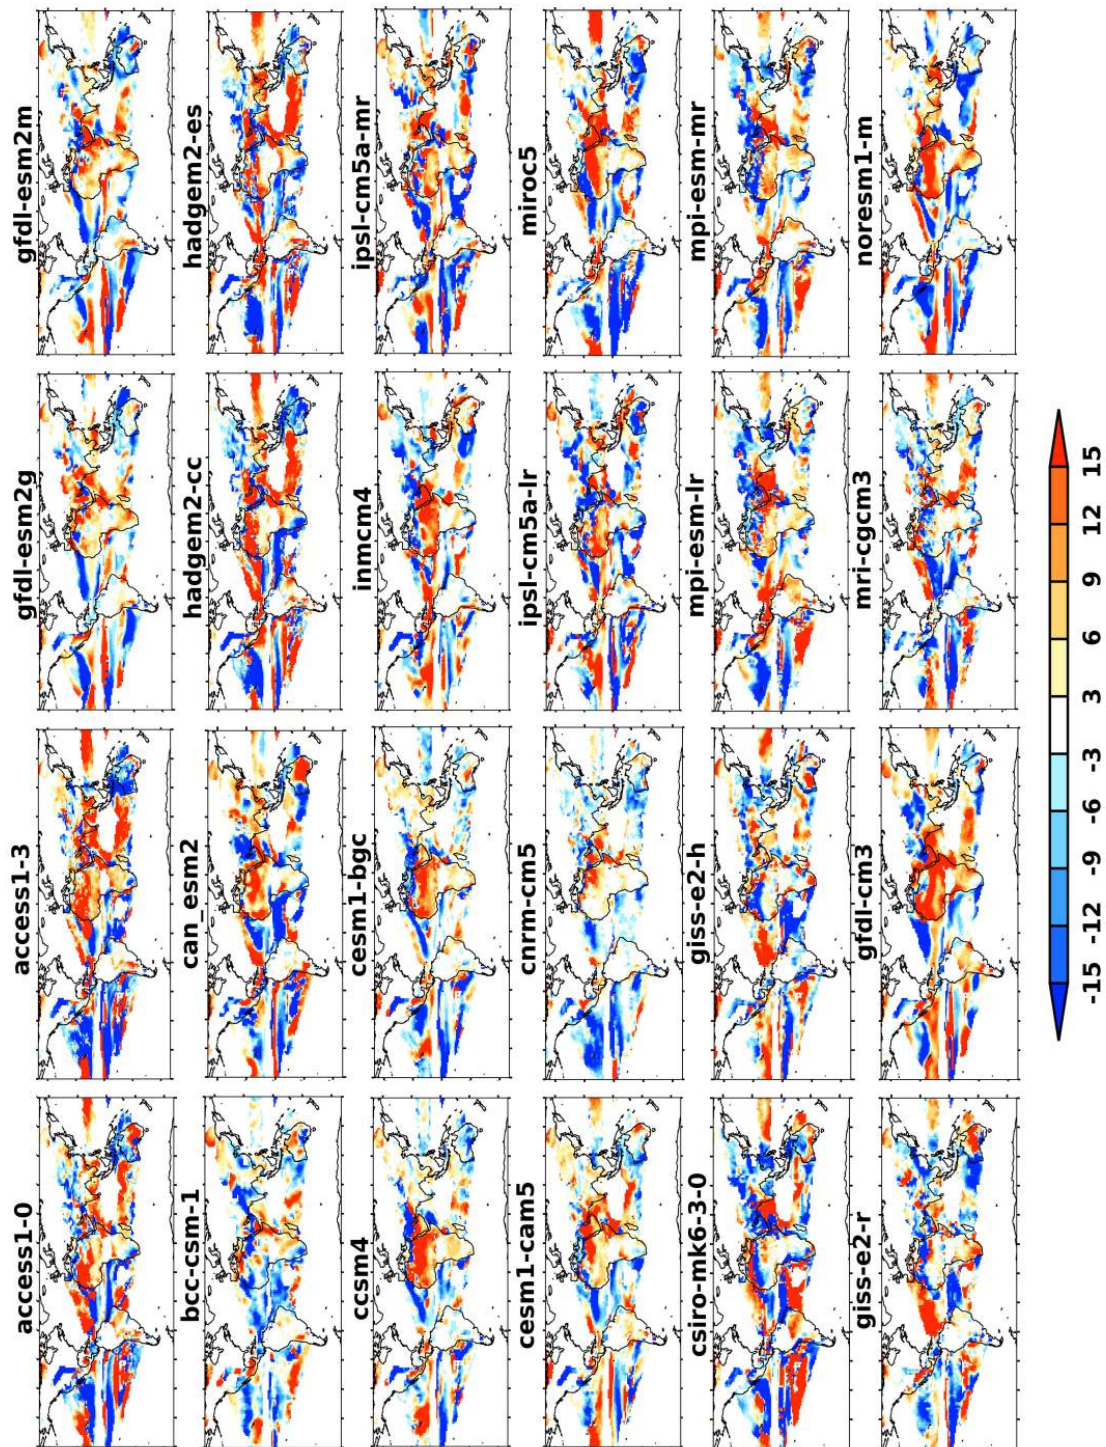 access1-0
access1-3
gfdl-esm2g
gfdl-esm2m
bcc-csm-1
can_esm2
hadgem2-cc
hadgem2-es
ccsm4
cesm1-bgc
inmcm4
ipsl-cm5a-mr
cesm1-cam5
cnrm-cm5
ipsl-cm5a-lr
miroc5
csiro-mk6-3-0
giss-e2-h
mpi-esm-lr
mpi-esm-mr
giss-e2-r
gfdl-cm3
mri-cgcm3
noresm1-m
-15 -12 -9 -6 -3 3 6 9 12 15